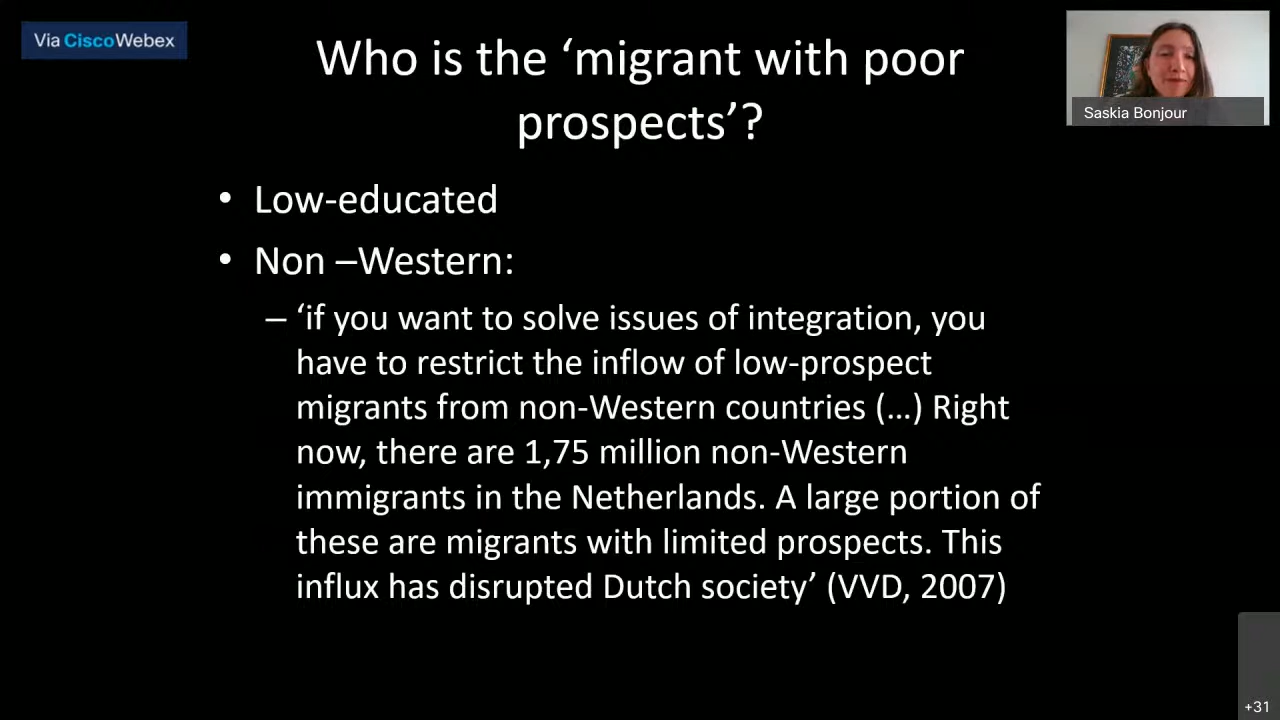 Via CiscoWebex
Who is the ‘migrant with poor
prospects’?
Saskia Bonjour
• Low-educated
• Non –Western:
– ‘if you want to solve issues of integration, you
have to restrict the inflow of low-prospect
migrants from non-Western countries (…) Right
now, there are 1,75 million non-Western
immigrants in the Netherlands. A large portion of
these are migrants with limited prospects. This
influx has disrupted Dutch society’ (VVD, 2007)
+31